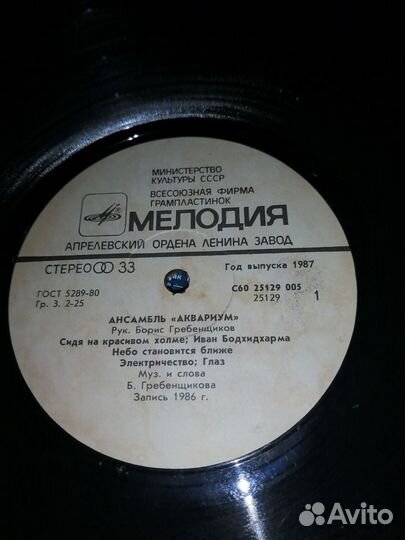 МИНИСТЕРСТВО
КУЛЬТУРЫ СССР
ВСЕСОЮЗНАЯ ФИРМА
ГРАМПЛАСТИНОК
МЕЛОДИЯ
АПРЕЛЕВСКИЙ ОРДЕНА ЛЕНИНА ЗАВОД
СТЕРЕО 33
Год выпуска 1987
ГОСТ 5289-80
Гр. 3. 2-25
С60 25129 005
25129
1
АНСАМБЛЬ «АКВАРИУМ»
Рук. Борис Гребенщиков
Сидя на красивом холме; Иван Бодхидхарма
Небо становится ближе
Электричество; Глаз
Муз. и слова
Б. Гребенщикова
Запись 1986 г.
Avito